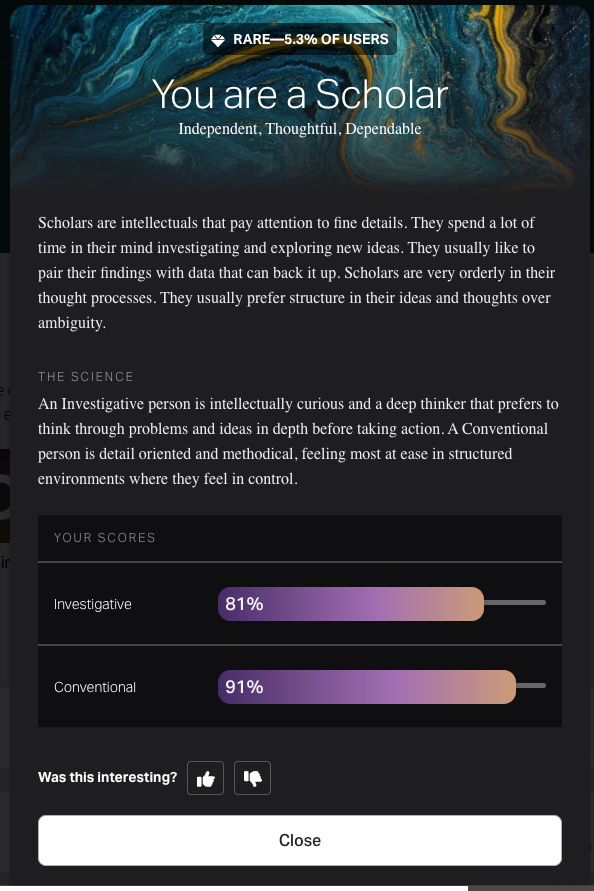 RARE—5.3% OF USERS
You are a Scholar
Independent, Thoughtful, Dependable
Scholars are intellectuals that pay attention to fine details. They spend a lot of
time in their mind investigating and exploring new ideas. They usually like to
pair their findings with data that can back it up. Scholars are very orderly in their
thought processes. They usually prefer structure in their ideas and thoughts over
ambiguity.
THE SCIENCE
An Investigative person is intellectually curious and a deep thinker that prefers to
think through problems and ideas in depth before taking action. A Conventional
person is detail oriented and methodical, feeling most at ease in structured
environments where they feel in control.
YOUR SCORES
Investigative 81%
Conventional 91%
Was this interesting?
Close